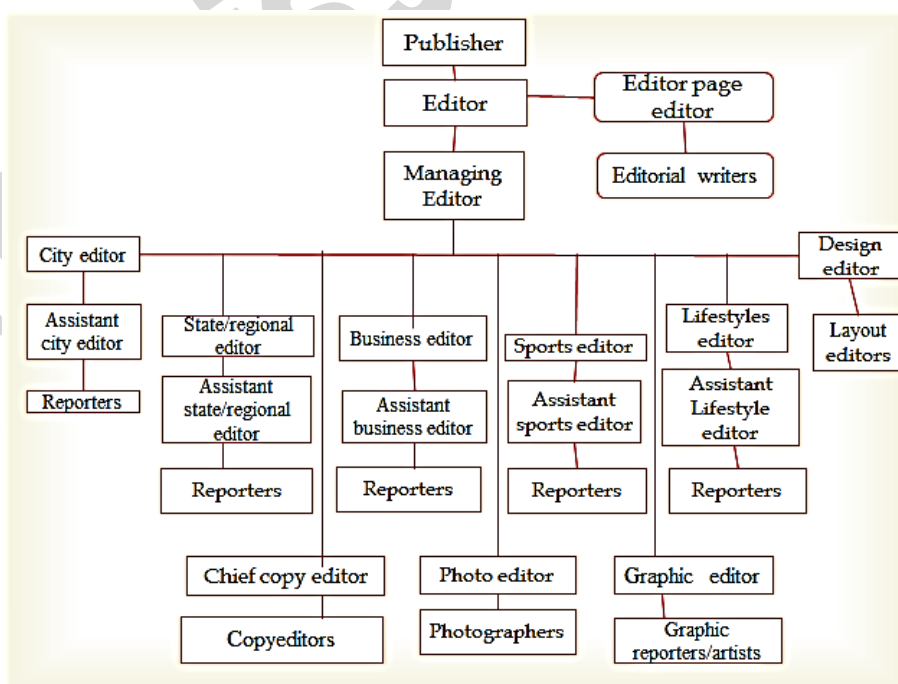 Publisher
Editor
Editor page
editor
Managing
Editor
Editorial writers
City editor
Design
editor
Assistant
city editor
State/regional
editor
Business editor
Sports editor
Lifestyles
editor
Layout
editors
Reporters
Assistant
state/regional
editor
Assistant
business editor
Assistant
sports editor
Assistant
Lifestyle
editor
Reporters
Reporters
Reporters
Reporters
Chief copy editor
Photo editor
Graphic editor
Copyeditors
Photographers
Graphic
reporters/artists